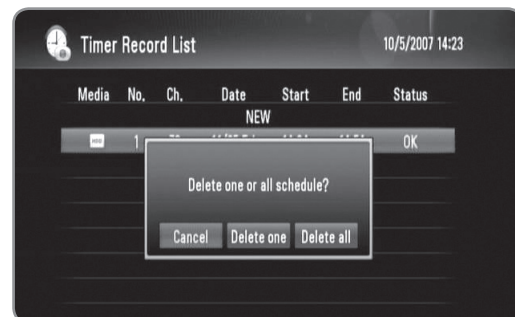 Timer Record List 10/5/2007 14:23
Media No. Ch. Date Start End Status
NEW
HDD 1 OK
Delete one or all schedule?
Cancel Delete one Delete all